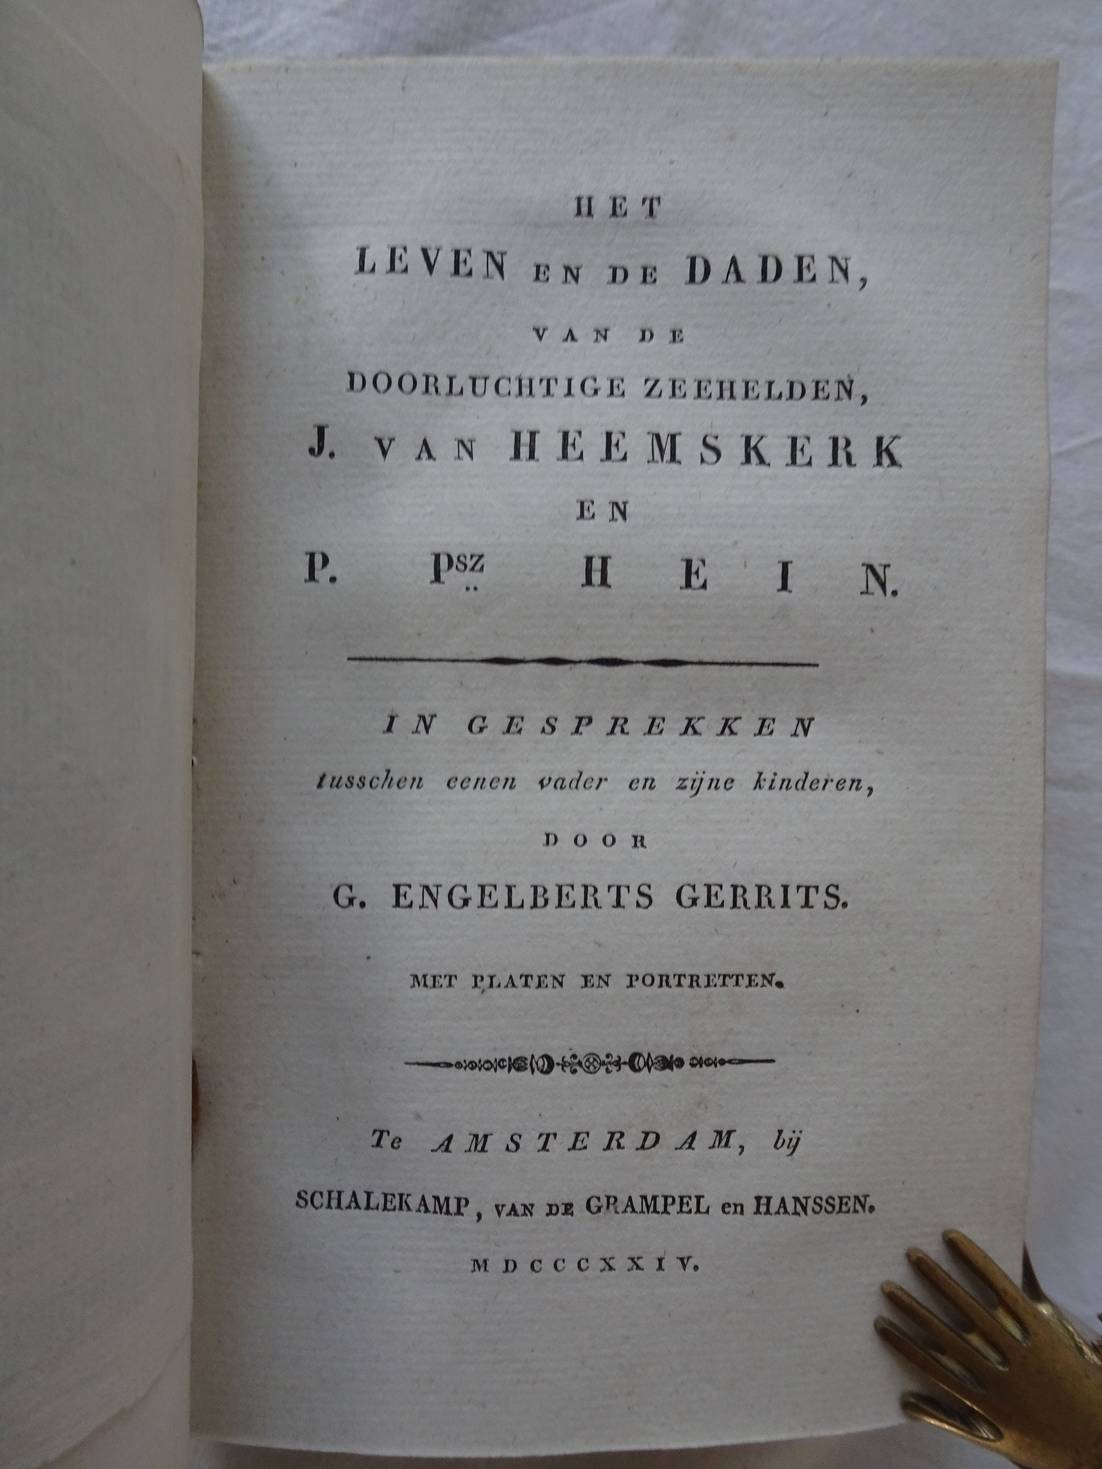 HET
LEVEN EN DE DADEN,
VAN DE
DOORLUCHTIGE ZEEHELDEN,
J. VAN HEEMSKERK
EN
P. Psz HEIN.
IN GESPREKKEN
tusschen eenen vader en zijne kinderen,
DOOR
G. ENGELBERTS GERRITS.
MET PLATEN EN PORTRETTEN.
Te AMSTERDAM, bij
SCHALEKAMP, VAN DE GRAMPEL en HANSSEN.
MDCCCXXIV.